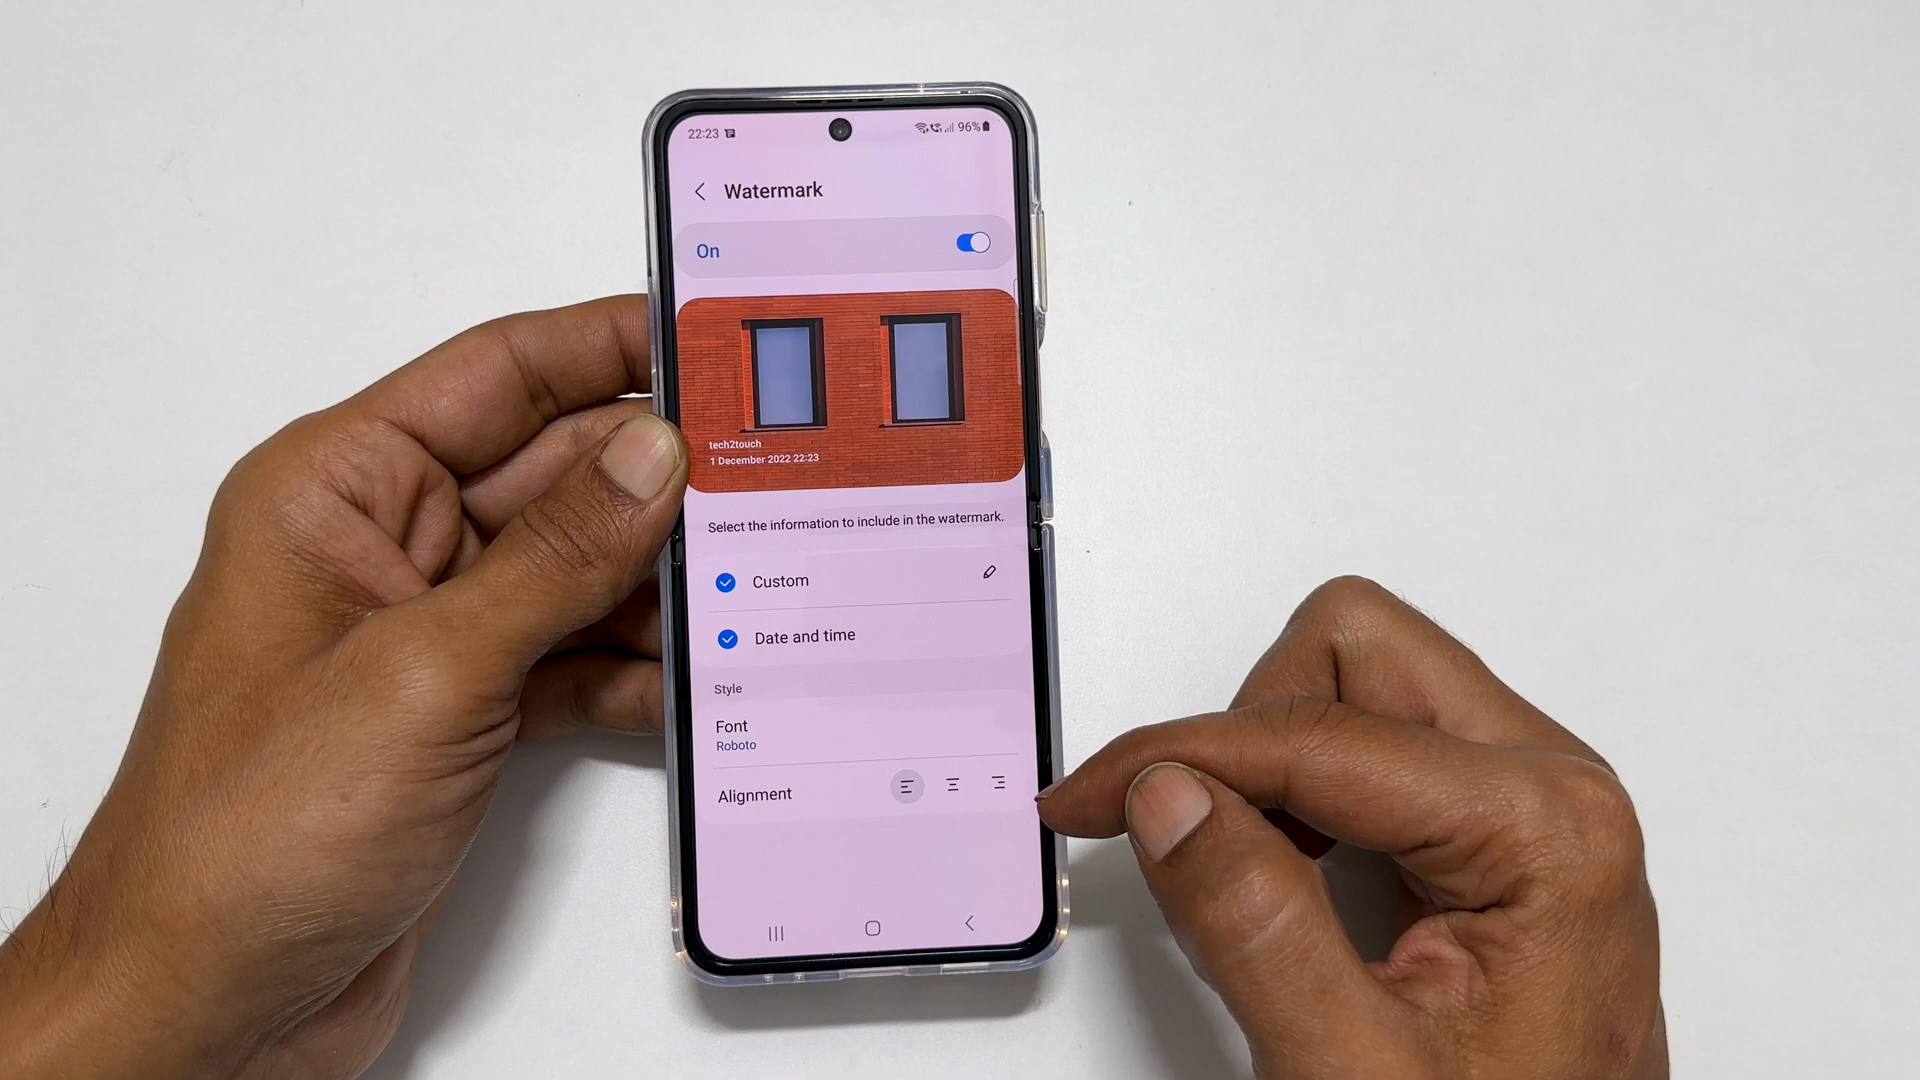 22:23
96%
Watermark
On
tech2touch
1 December 2022 22:23
Select the information to include in the watermark.
Custom
Date and time
Style
Font
Roboto
Alignment